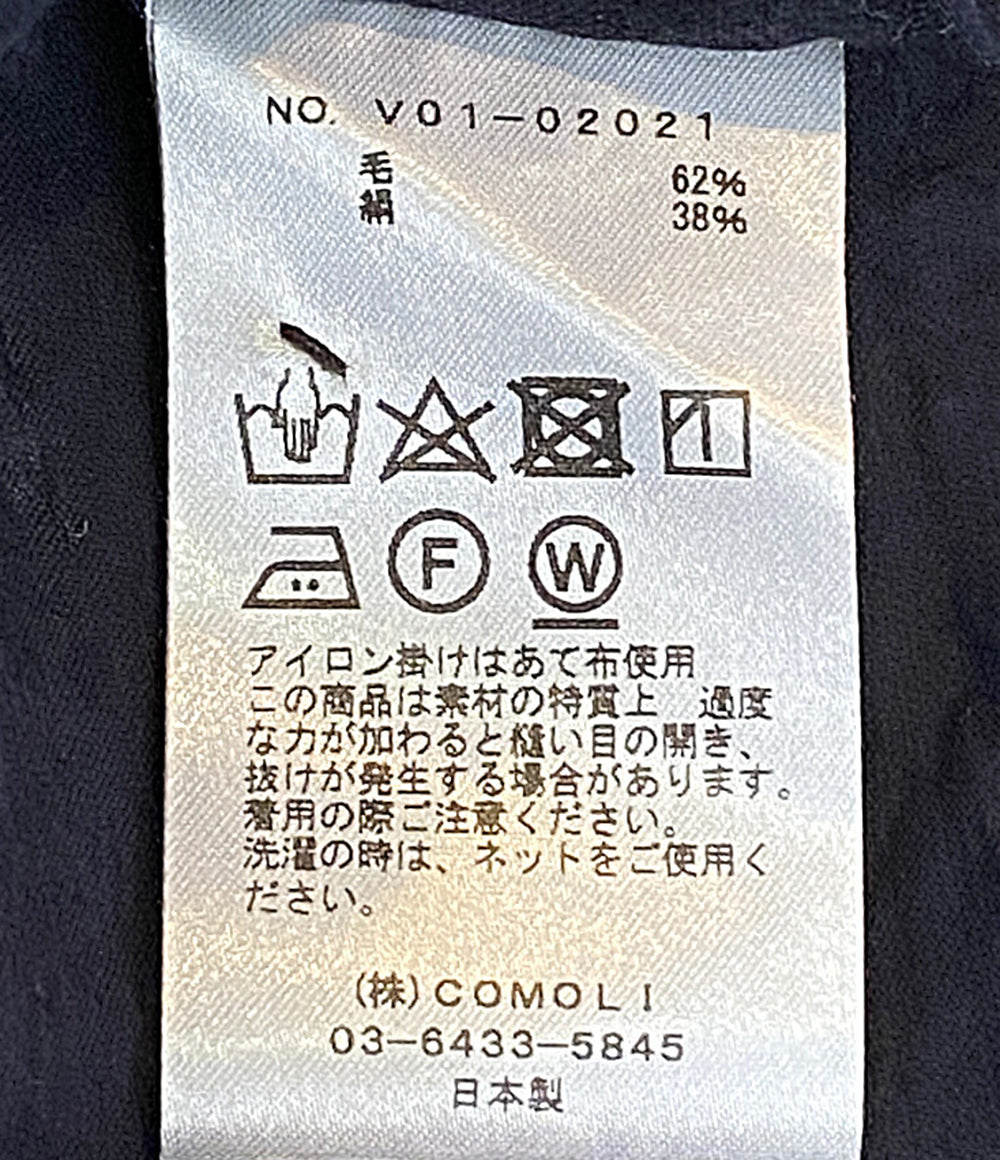 NO. V01-02021
毛 62%
絹 38%
F W
アイロン掛けはあて布使用
この商品は素材の特質上 過度
な力が加わると縫い目の開き、
抜けが発生する場合があります。
着用の際ご注意ください。
洗濯の時は、ネットをご使用く
ださい。
(株)COMOLI
03-6433-5845
日本製